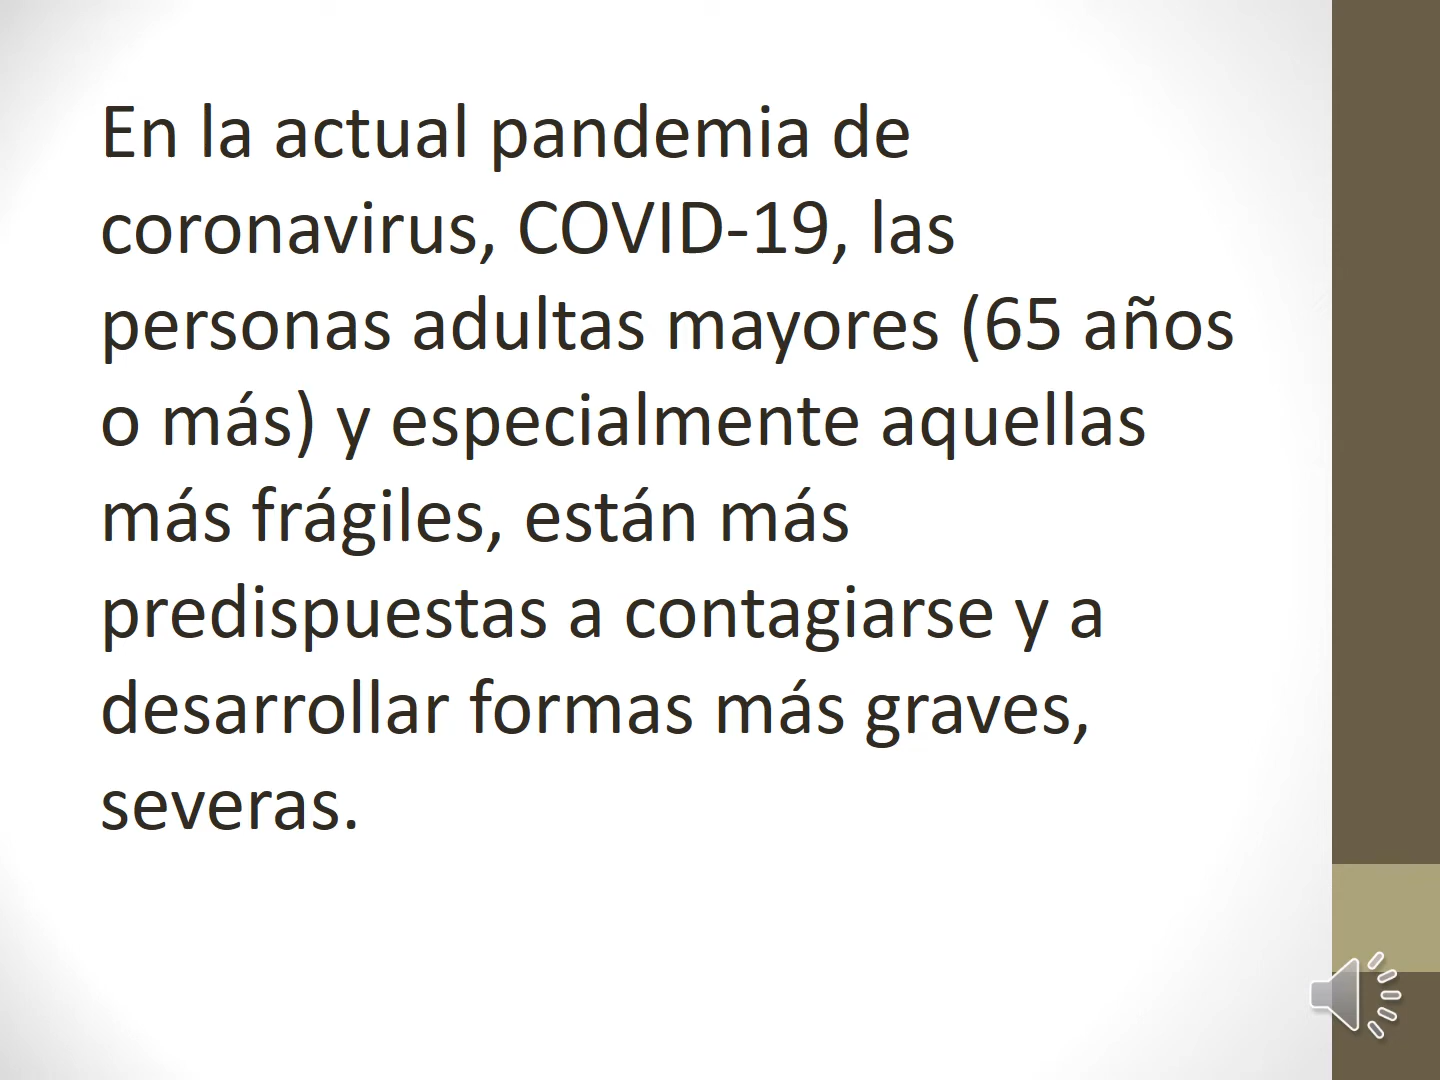 En la actual pandemia de
coronavirus, COVID-19, las
personas adultas mayores (65 años
o más) y especialmente aquellas
más frágiles, están más
predispuestas a contagiarse y a
desarrollar formas más graves,
severas.